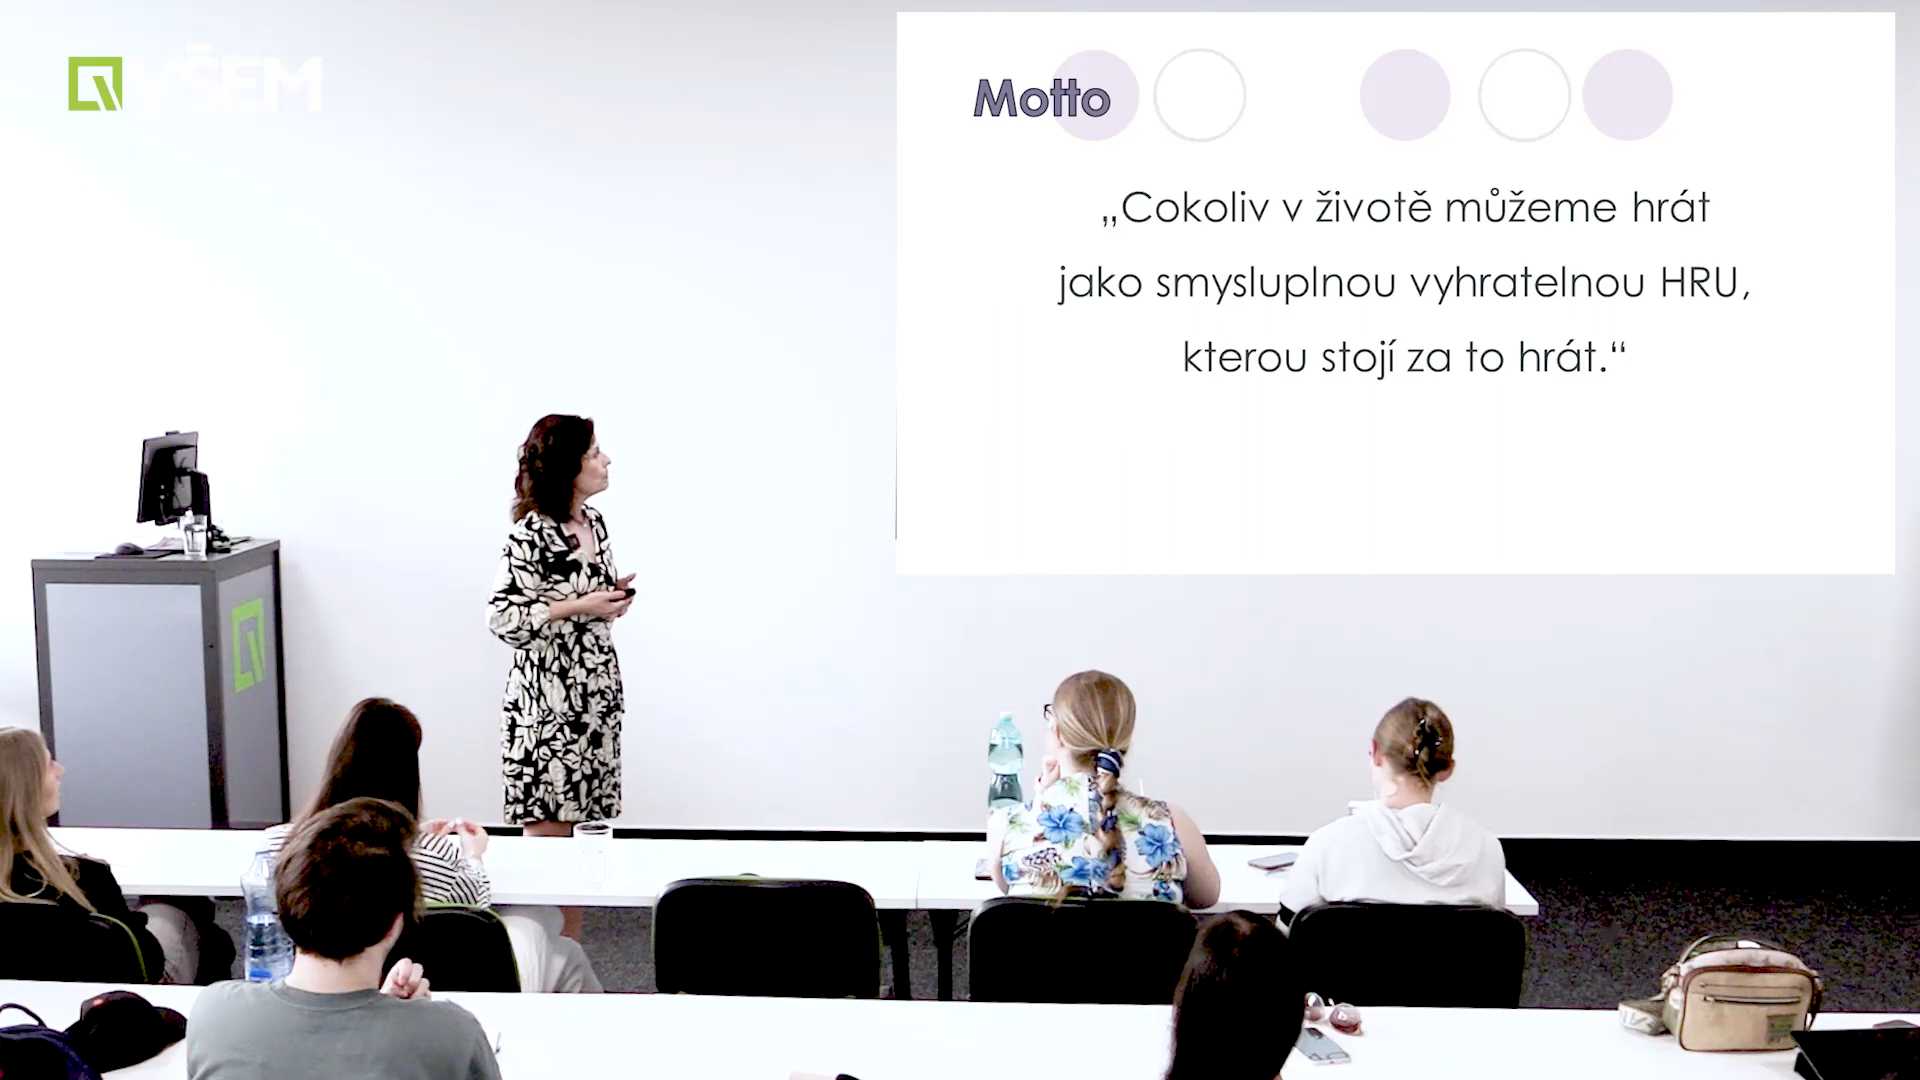 VŠEM
Motto
„Cokoliv v životě můžeme hrát
jako smysluplnou vyhratelnou HRU,
kterou stojí za to hrát.“